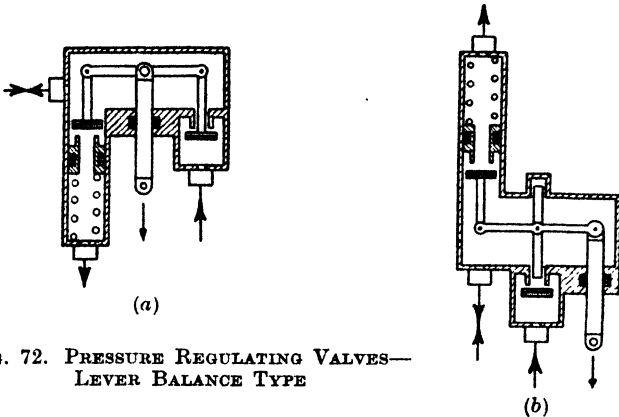 (a)
. 72. Pressure Regulating Valves—
Lever Balance Type
(b)